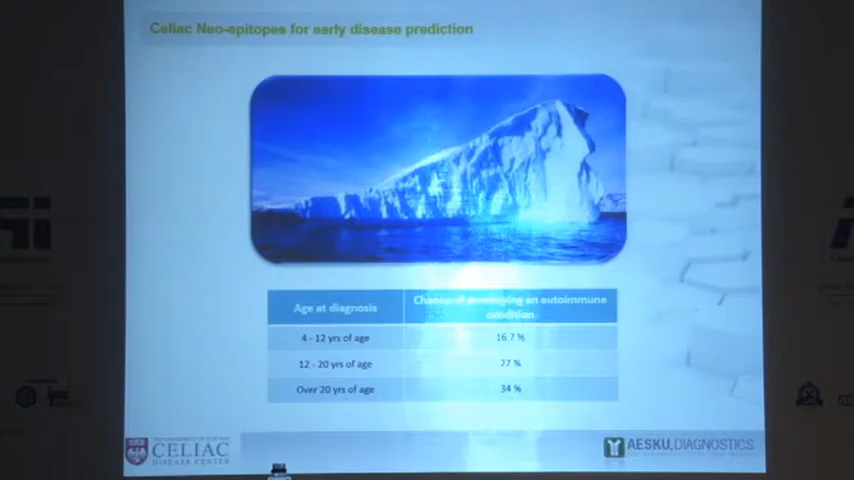 Celiac Neo-epitopes for early disease prediction
Age at diagnosis
Chance of developing an autoimmune
condition
4 - 12 yrs of age
16.7 %
12 - 20 yrs of age
27 %
Over 20 yrs of age
34 %
CELIAC
DISEASE CENTER
AESKU.DIAGNOSTICS